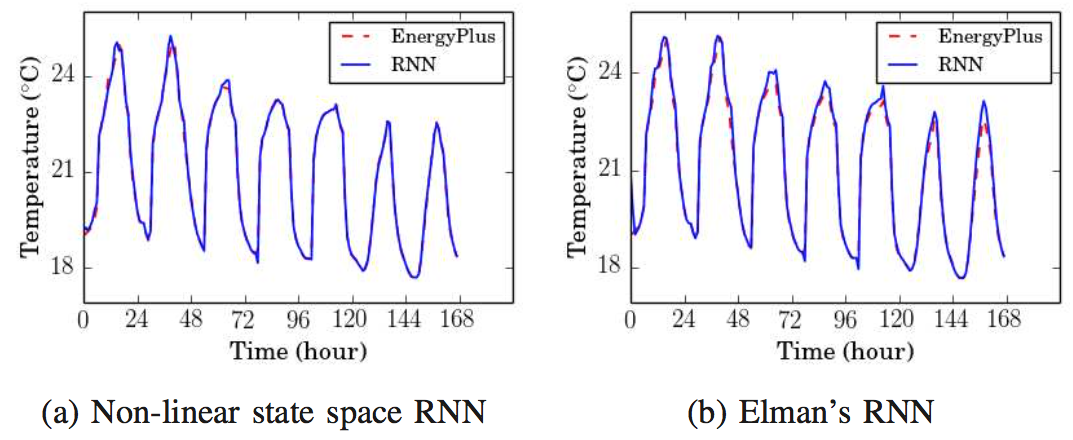 EnergyPlus
RNN
24
21
18
Temperature (°C)
0 24 48 72 96 120 144 168
Time (hour)
(a) Non-linear state space RNN
EnergyPlus
RNN
24
21
18
Temperature (°C)
0 24 48 72 96 120 144 168
Time (hour)
(b) Elman's RNN